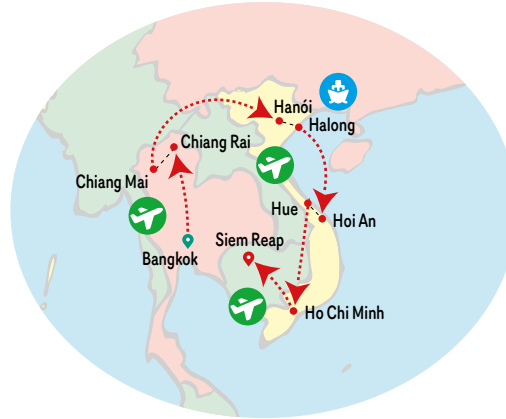 Hanói
Halong
Chiang Rai
Chiang Mai
Hue
Hoi An
Siem Reap
Bangkok
Ho Chi Minh